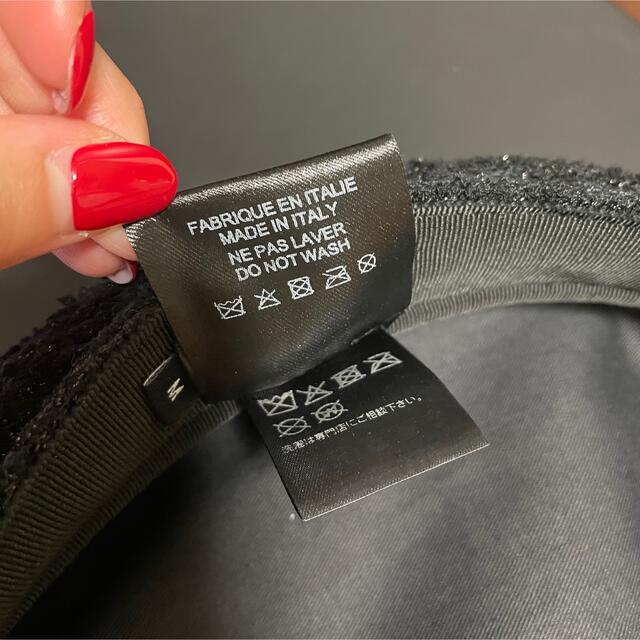 FABRIQUE EN ITALIE
MADE IN ITALY
NE PAS LAVER
DO NOT WASH
M
洗濯は専門店にご相談下さい。